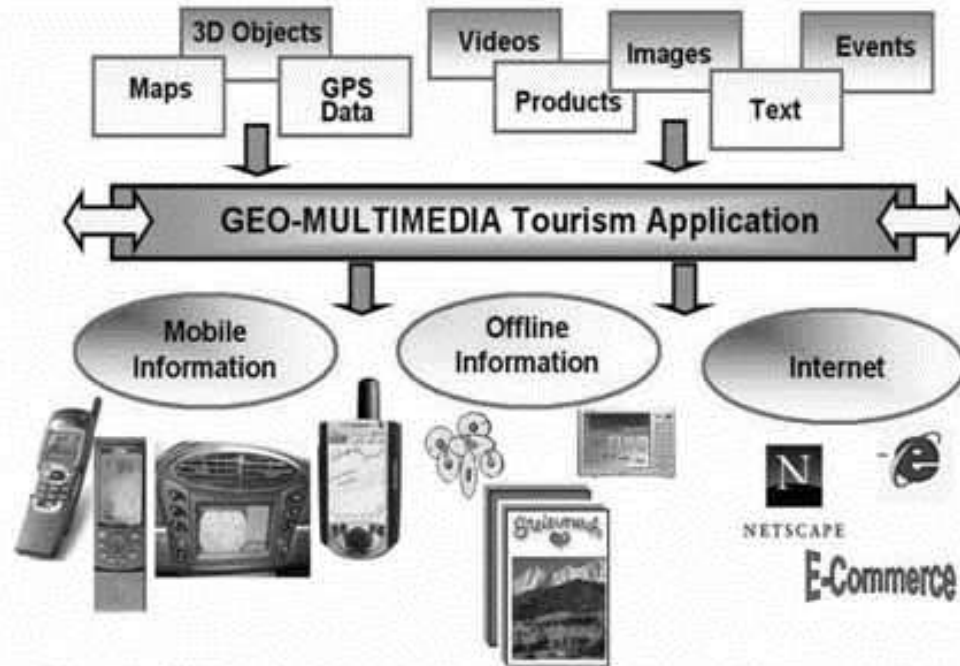 3D Objects
Maps
GPS
Data
Videos
Images
Events
Products
Text
GEO-MULTIMEDIA Tourism Application
Mobile
Information
Offline
Information
Internet
N
e
NETSCAPE
E-Commerce